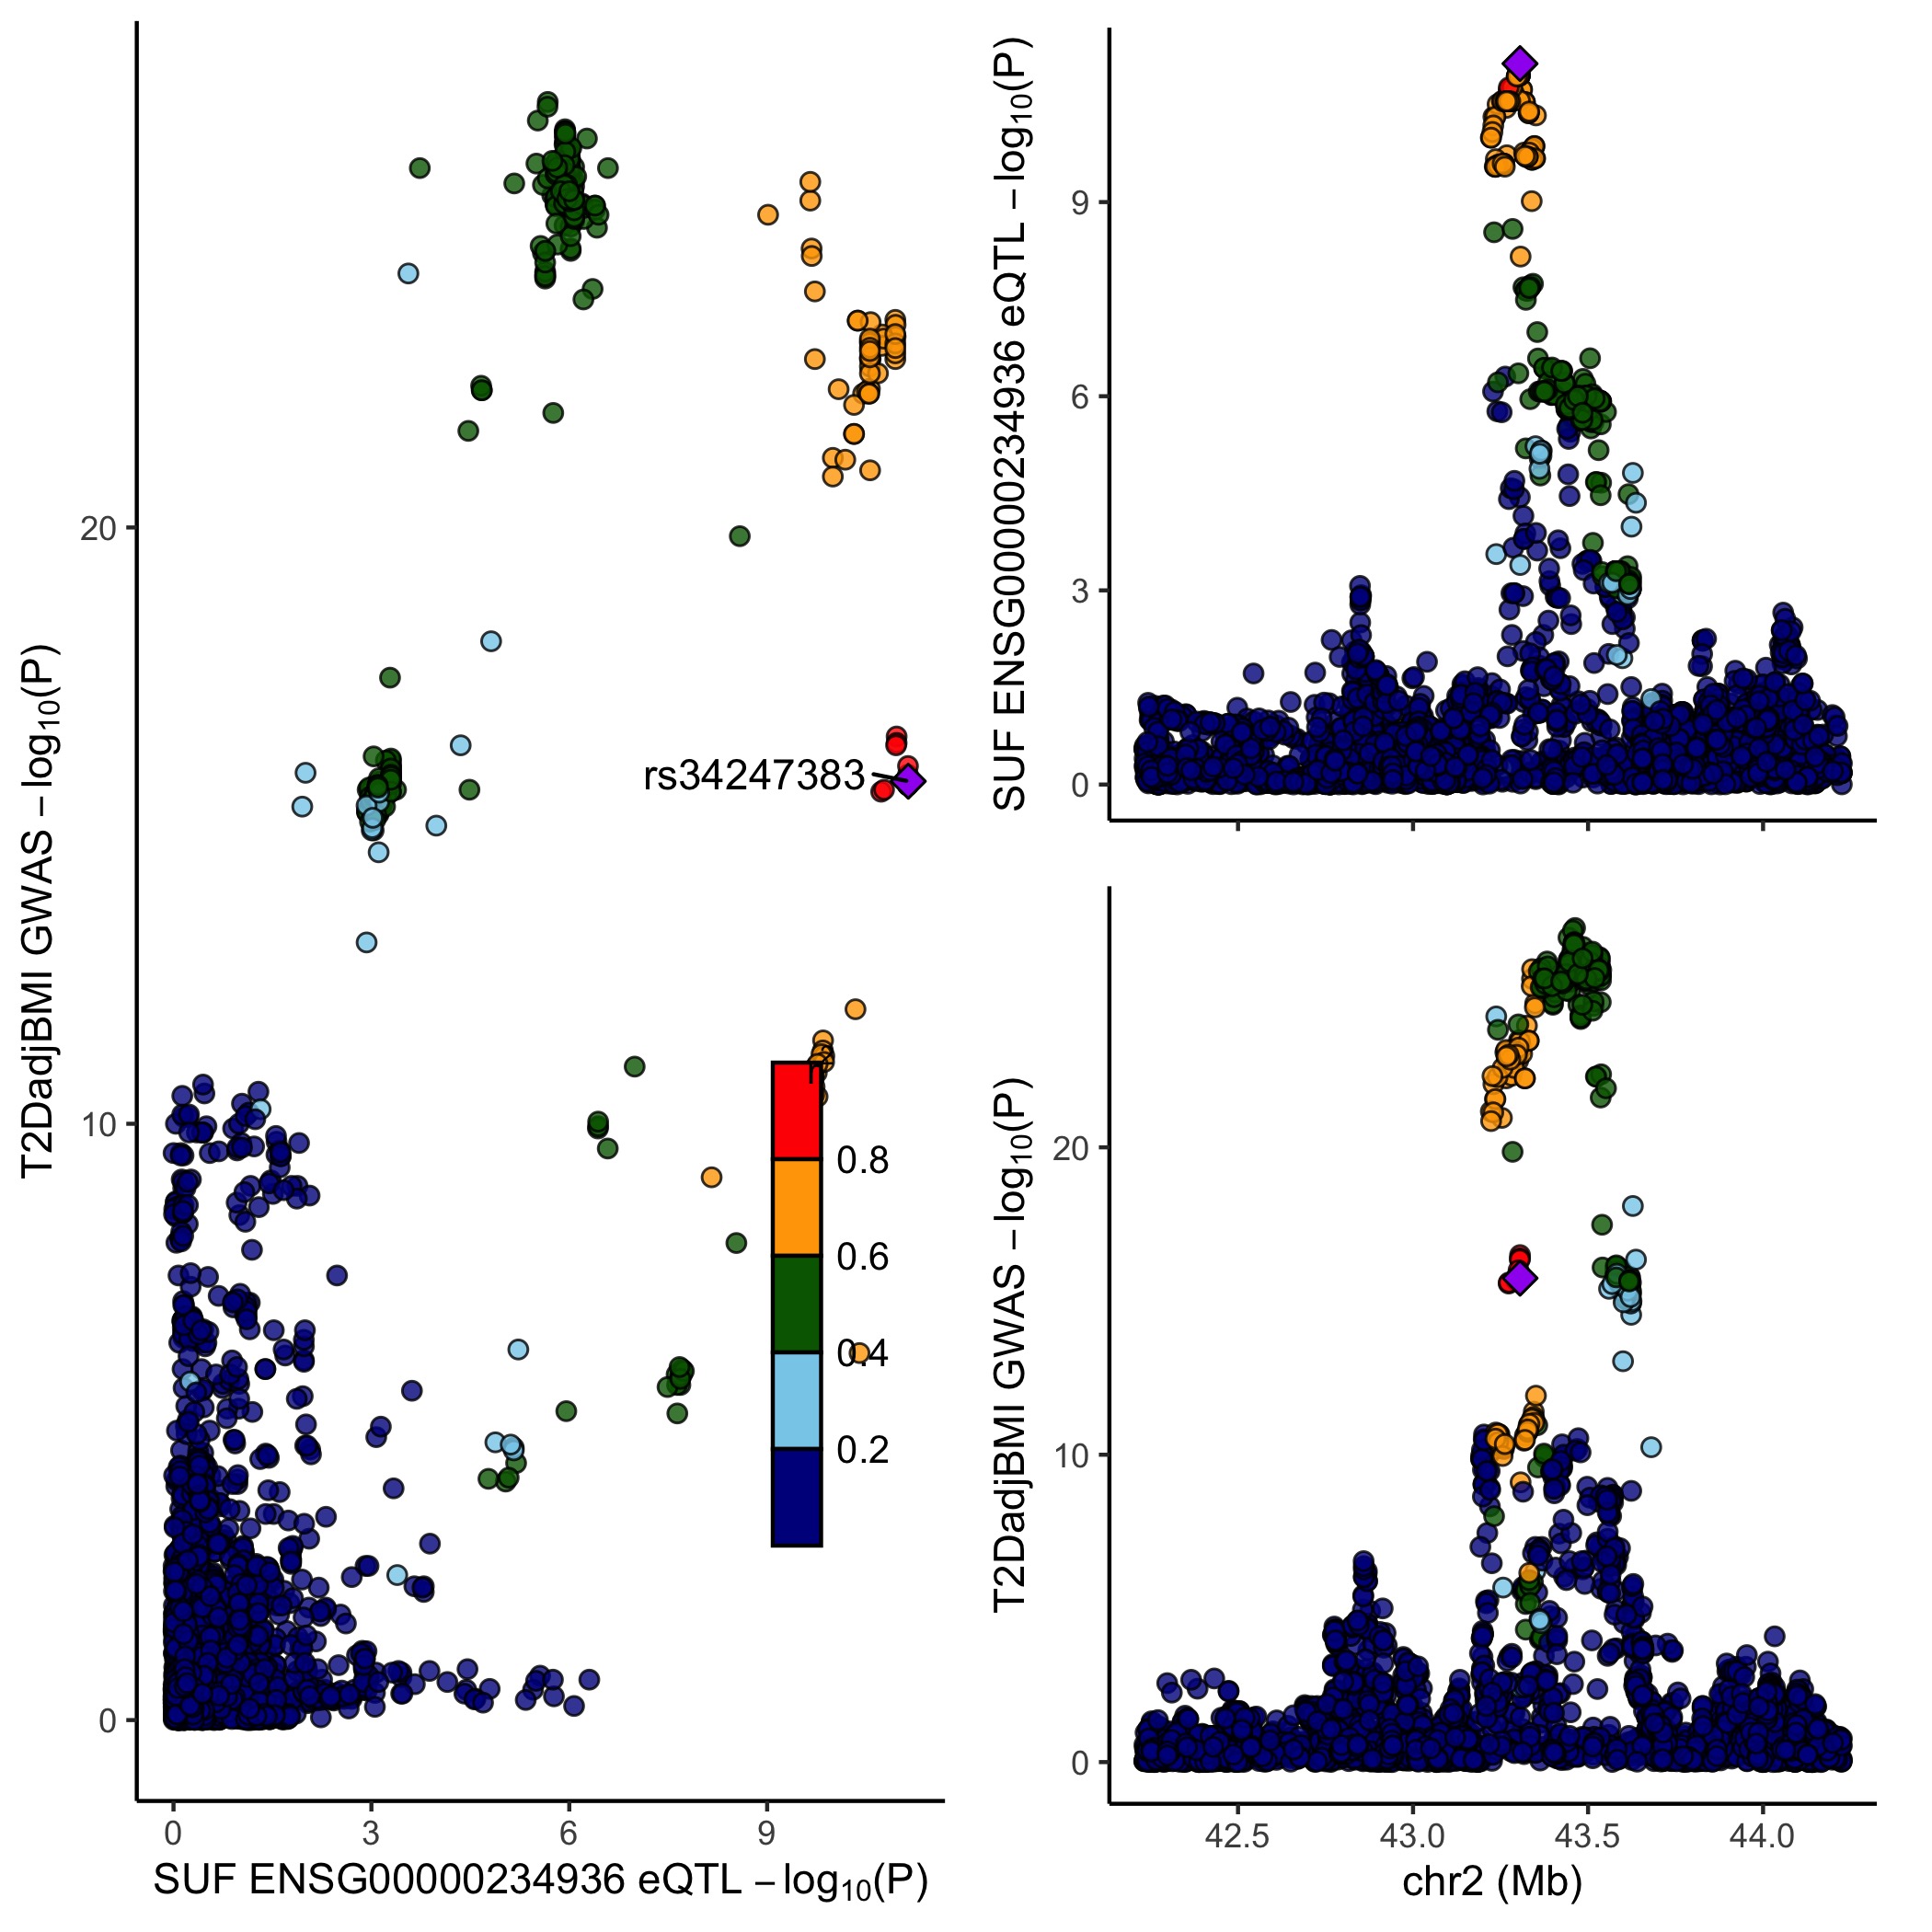 T2DadjBMI GWAS −log10(P)
20
10
0
rs34247383
r
0.8
0.6
0.4
0.2
0 3 6 9
SUF ENSG00000234936 eQTL −log10(P)
SUF ENSG00000234936 eQTL −log10(P)
9
6
3
0
T2DadjBMI GWAS −log10(P)
20
10
0
42.5 43.0 43.5 44.0
chr2 (Mb)